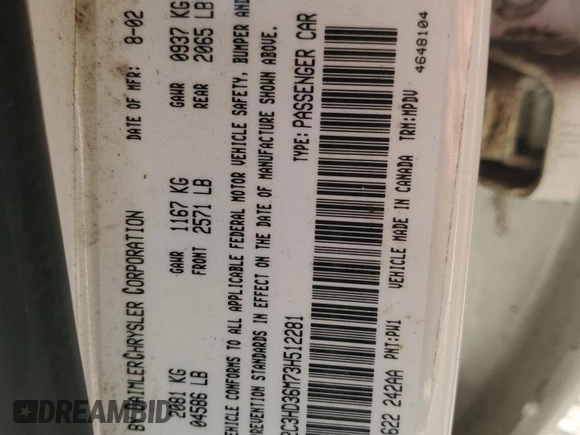 BY DAIMLERCHRYSLER CORPORATION DATE OF MFR: 8-02
GAWR 1167 KG GAWR 0937 KG
2081 KG FRONT 2571 LB REAR 2065 LB
04586 LB
VEHICLE CONFORMS TO ALL APPLICABLE FEDERAL MOTOR VEHICLE SAFETY, BUMPER AND
PREVENTION STANDARDS IN EFFECT ON THE DATE OF MANUFACTURE SHOWN ABOVE.
2C3HD36M73H512281 TYPE: PASSENGER CAR
622 242AA PNT:PW1 VEHICLE MADE IN CANADA TRM:MPDV
4648104
DREAMBID